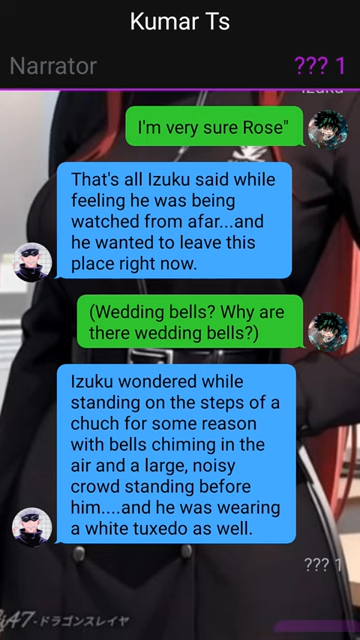 Kumar Ts
Narrator
??? 1
Izuku
I'm very sure Rose"
That's all Izuku said while
feeling he was being
watched from afar...and
he wanted to leave this
place right now.
(Wedding bells? Why are
there wedding bells?)
Izuku wondered while
standing on the steps of a
chuch for some reason
with bells chiming in the
air and a large, noisy
crowd standing before
him....and he was wearing
a white tuxedo as well.
??? 1
47-ドラゴンスレイヤ